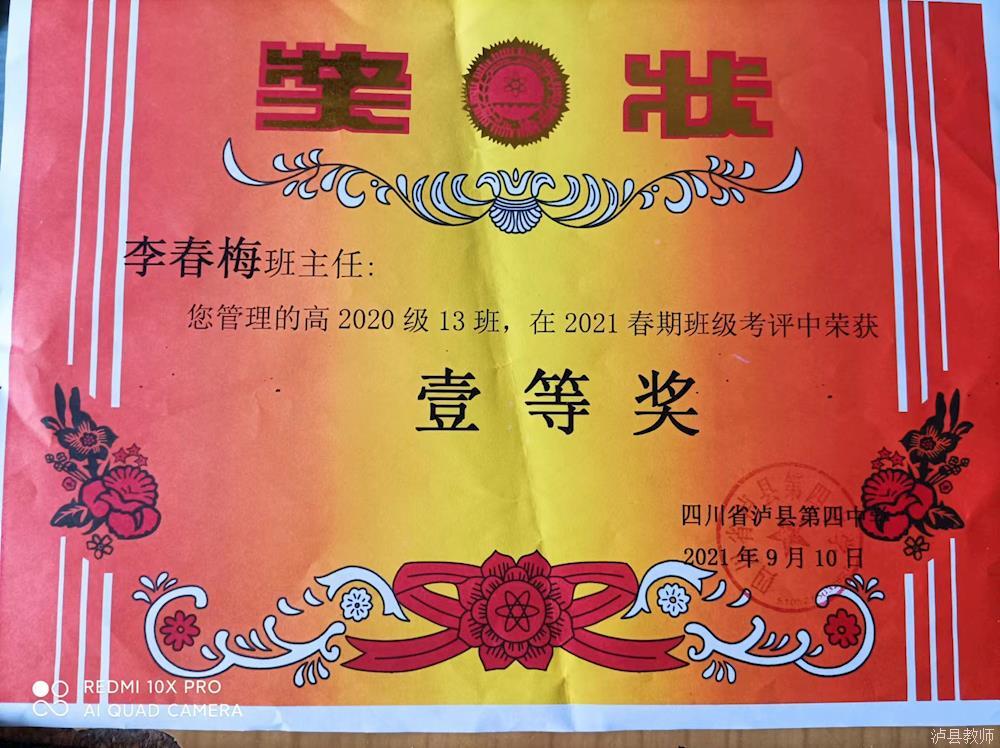 奖状
李春梅班主任:
您管理的高2020级13班，在2021春期班级考评中荣获
壹等奖
四川省泸县第四中学
2021年9月10日
REDMI 10X PRO
AI QUAD CAMERA
泸县教师